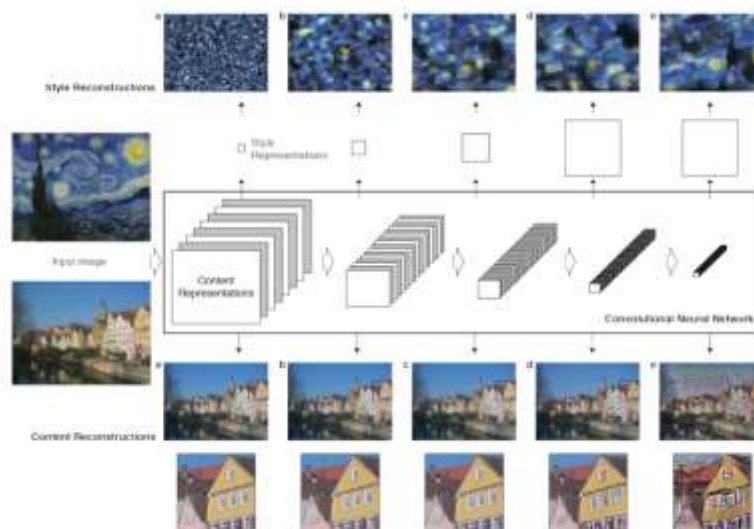 a b c d e
Style Reconstructions
Style
Representations
Input image
Content
Representations
Convolutional Neural Network
a b c d e
Content Reconstructions